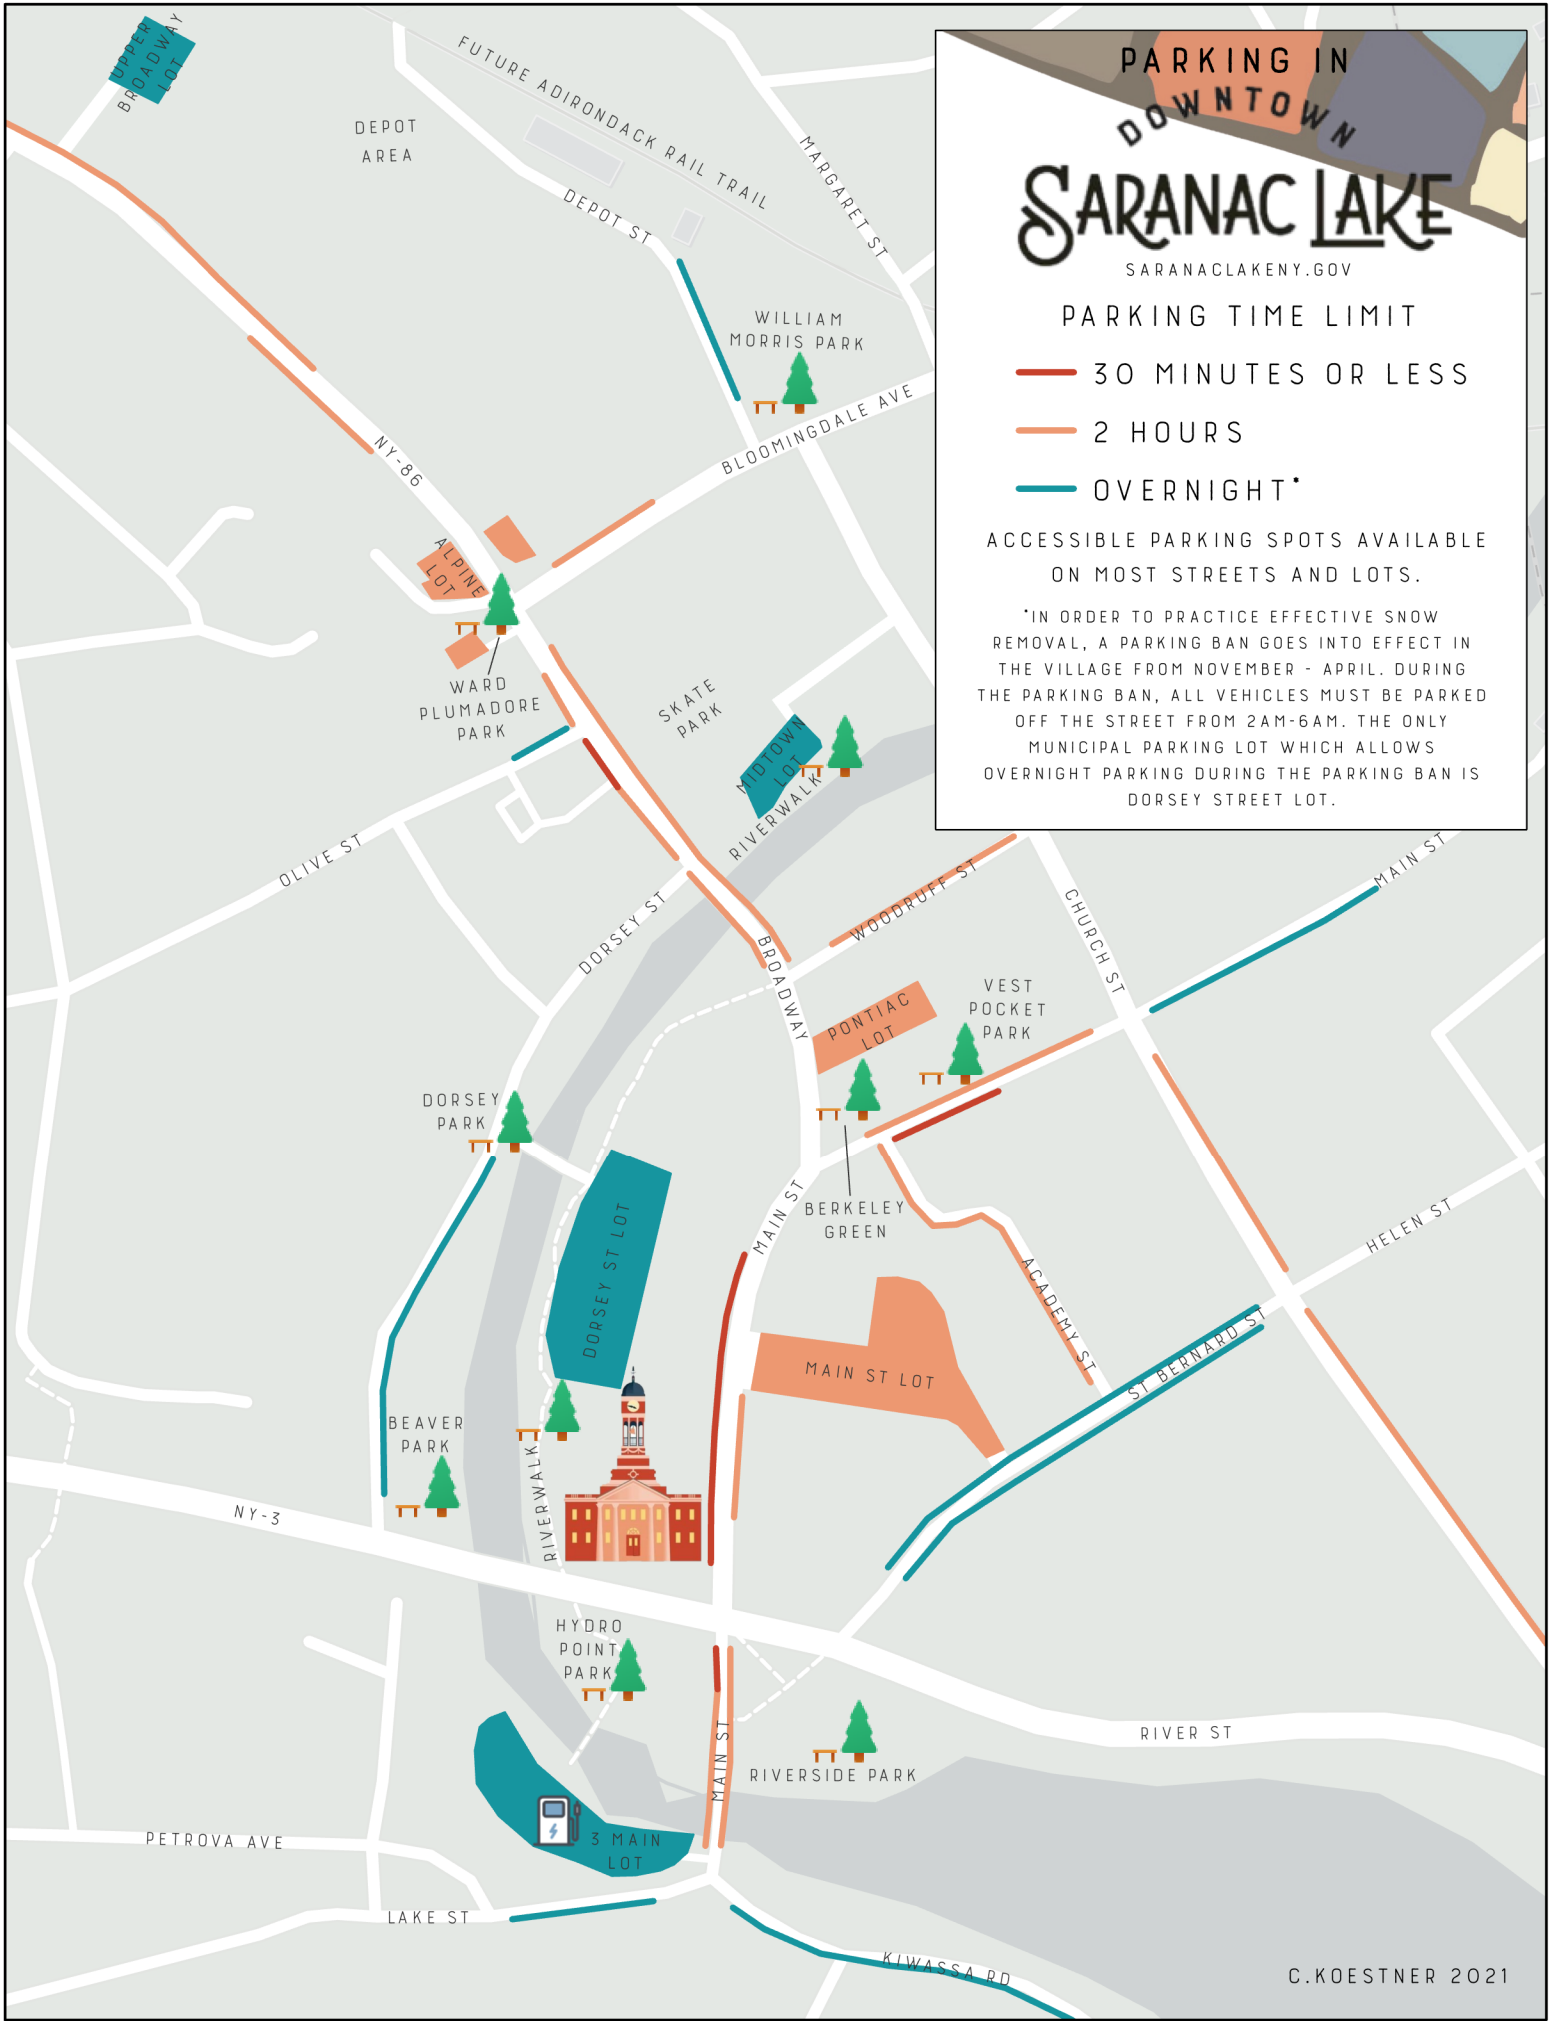 PARKING IN
DOWNTOWN
SARANAC LAKE
SARANACLAKENY.GOV
PARKING TIME LIMIT
30 MINUTES OR LESS
2 HOURS
OVERNIGHT*
ACCESSIBLE PARKING SPOTS AVAILABLE
ON MOST STREETS AND LOTS.
*IN ORDER TO PRACTICE EFFECTIVE SNOW
REMOVAL, A PARKING BAN GOES INTO EFFECT IN
THE VILLAGE FROM NOVEMBER - APRIL. DURING
THE PARKING BAN, ALL VEHICLES MUST BE PARKED
OFF THE STREET FROM 2AM-6AM. THE ONLY
MUNICIPAL PARKING LOT WHICH ALLOWS
OVERNIGHT PARKING DURING THE PARKING BAN IS
DORSEY STREET LOT.
UPPER
BROADWAY
LOT
DEPOT
AREA
FUTURE ADIRONDACK RAIL TRAIL
MARGARET ST
DEPOT ST
WILLIAM
MORRIS PARK
BLOOMINGDALE AVE
NY-86
ALPINE
LOT
WARD
PLUMADORE
PARK
SKATE
PARK
MIDTOWN
LOT
RIVERWALK
OLIVE ST
DORSEY ST
BROADWAY
WOODRUFF ST
CHURCH ST
MAIN ST
PONTIAC
LOT
VEST
POCKET
PARK
DORSEY
PARK
BERKELEY
GREEN
MAIN ST
DORSEY ST LOT
HELEN ST
ACADEMY ST
MAIN ST LOT
ST BERNARD ST
BEAVER
PARK
RIVERWALK
NY-3
HYDRO
POINT
PARK
MAIN ST
RIVERSIDE PARK
RIVER ST
3 MAIN
LOT
PETROVA AVE
LAKE ST
KIWASSA RD
C.KOESTNER 2021